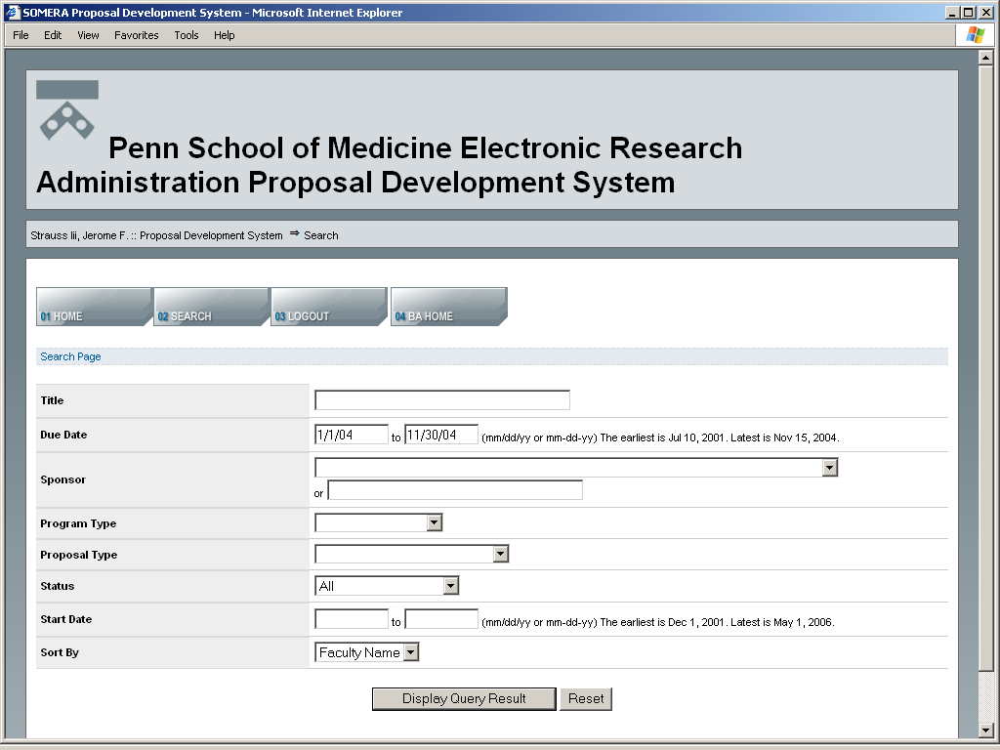 SOMERA Proposal Development System - Microsoft Internet Explorer
File Edit View Favorites Tools Help
Penn School of Medicine Electronic Research
Administration Proposal Development System
Strauss Iii, Jerome F. :: Proposal Development System ⇒ Search
01 HOME 02 SEARCH 03 LOGOUT 04 BA HOME
Search Page
Title
Due Date 1/1/04 to 11/30/04 (mm/dd/yy or mm-dd-yy) The earliest is Jul 10, 2001. Latest is Nov 15, 2004.
Sponsor
or
Program Type
Proposal Type
Status All
Start Date to (mm/dd/yy or mm-dd-yy) The earliest is Dec 1, 2001. Latest is May 1, 2006.
Sort By Faculty Name
Display Query Result Reset